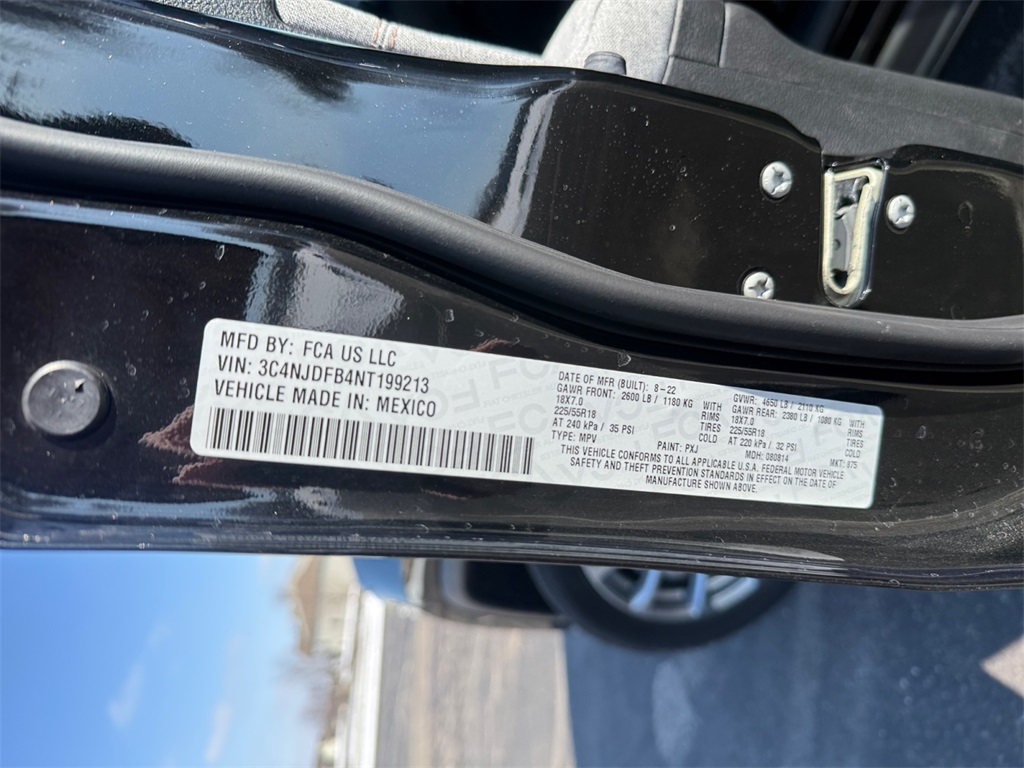 MFD BY: FCA US LLC
VIN: 3C4NJDFB4NT199213
VEHICLE MADE IN: MEXICO
DATE OF MFR (BUILT): 8-22
GVWR: 4650 LB / 2110 KG
GAWR FRONT: 2600 LB / 1180 KG WITH
GAWR REAR: 2380 LB / 1080 KG WITH
18X7.0 RIMS
18X7.0 RIMS
225/55R18 TIRES
225/55R18 TIRES
AT 240 kPa / 35 PSI COLD
AT 220 kPa / 32 PSI COLD
TYPE: MPV PAINT: PXJ MDH: 080814 MKT: 875
THIS VEHICLE CONFORMS TO ALL APPLICABLE U.S.A. FEDERAL MOTOR VEHICLE
SAFETY AND THEFT PREVENTION STANDARDS IN EFFECT ON THE DATE OF
MANUFACTURE SHOWN ABOVE.